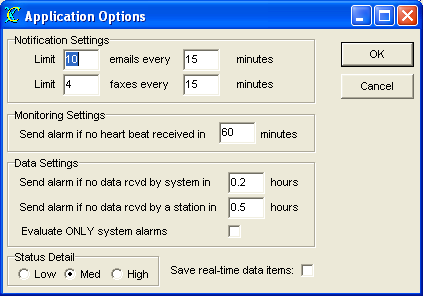 Application Options
Notification Settings
Limit 10 emails every 15 minutes
OK
Limit 4 faxes every 15 minutes
Cancel
Monitoring Settings
Send alarm if no heart beat received in 60 minutes
Data Settings
Send alarm if no data rcvd by system in 0.2 hours
Send alarm if no data rcvd by a station in 0.5 hours
Evaluate ONLY system alarms
Status Detail
Low Med High
Save real-time data items: